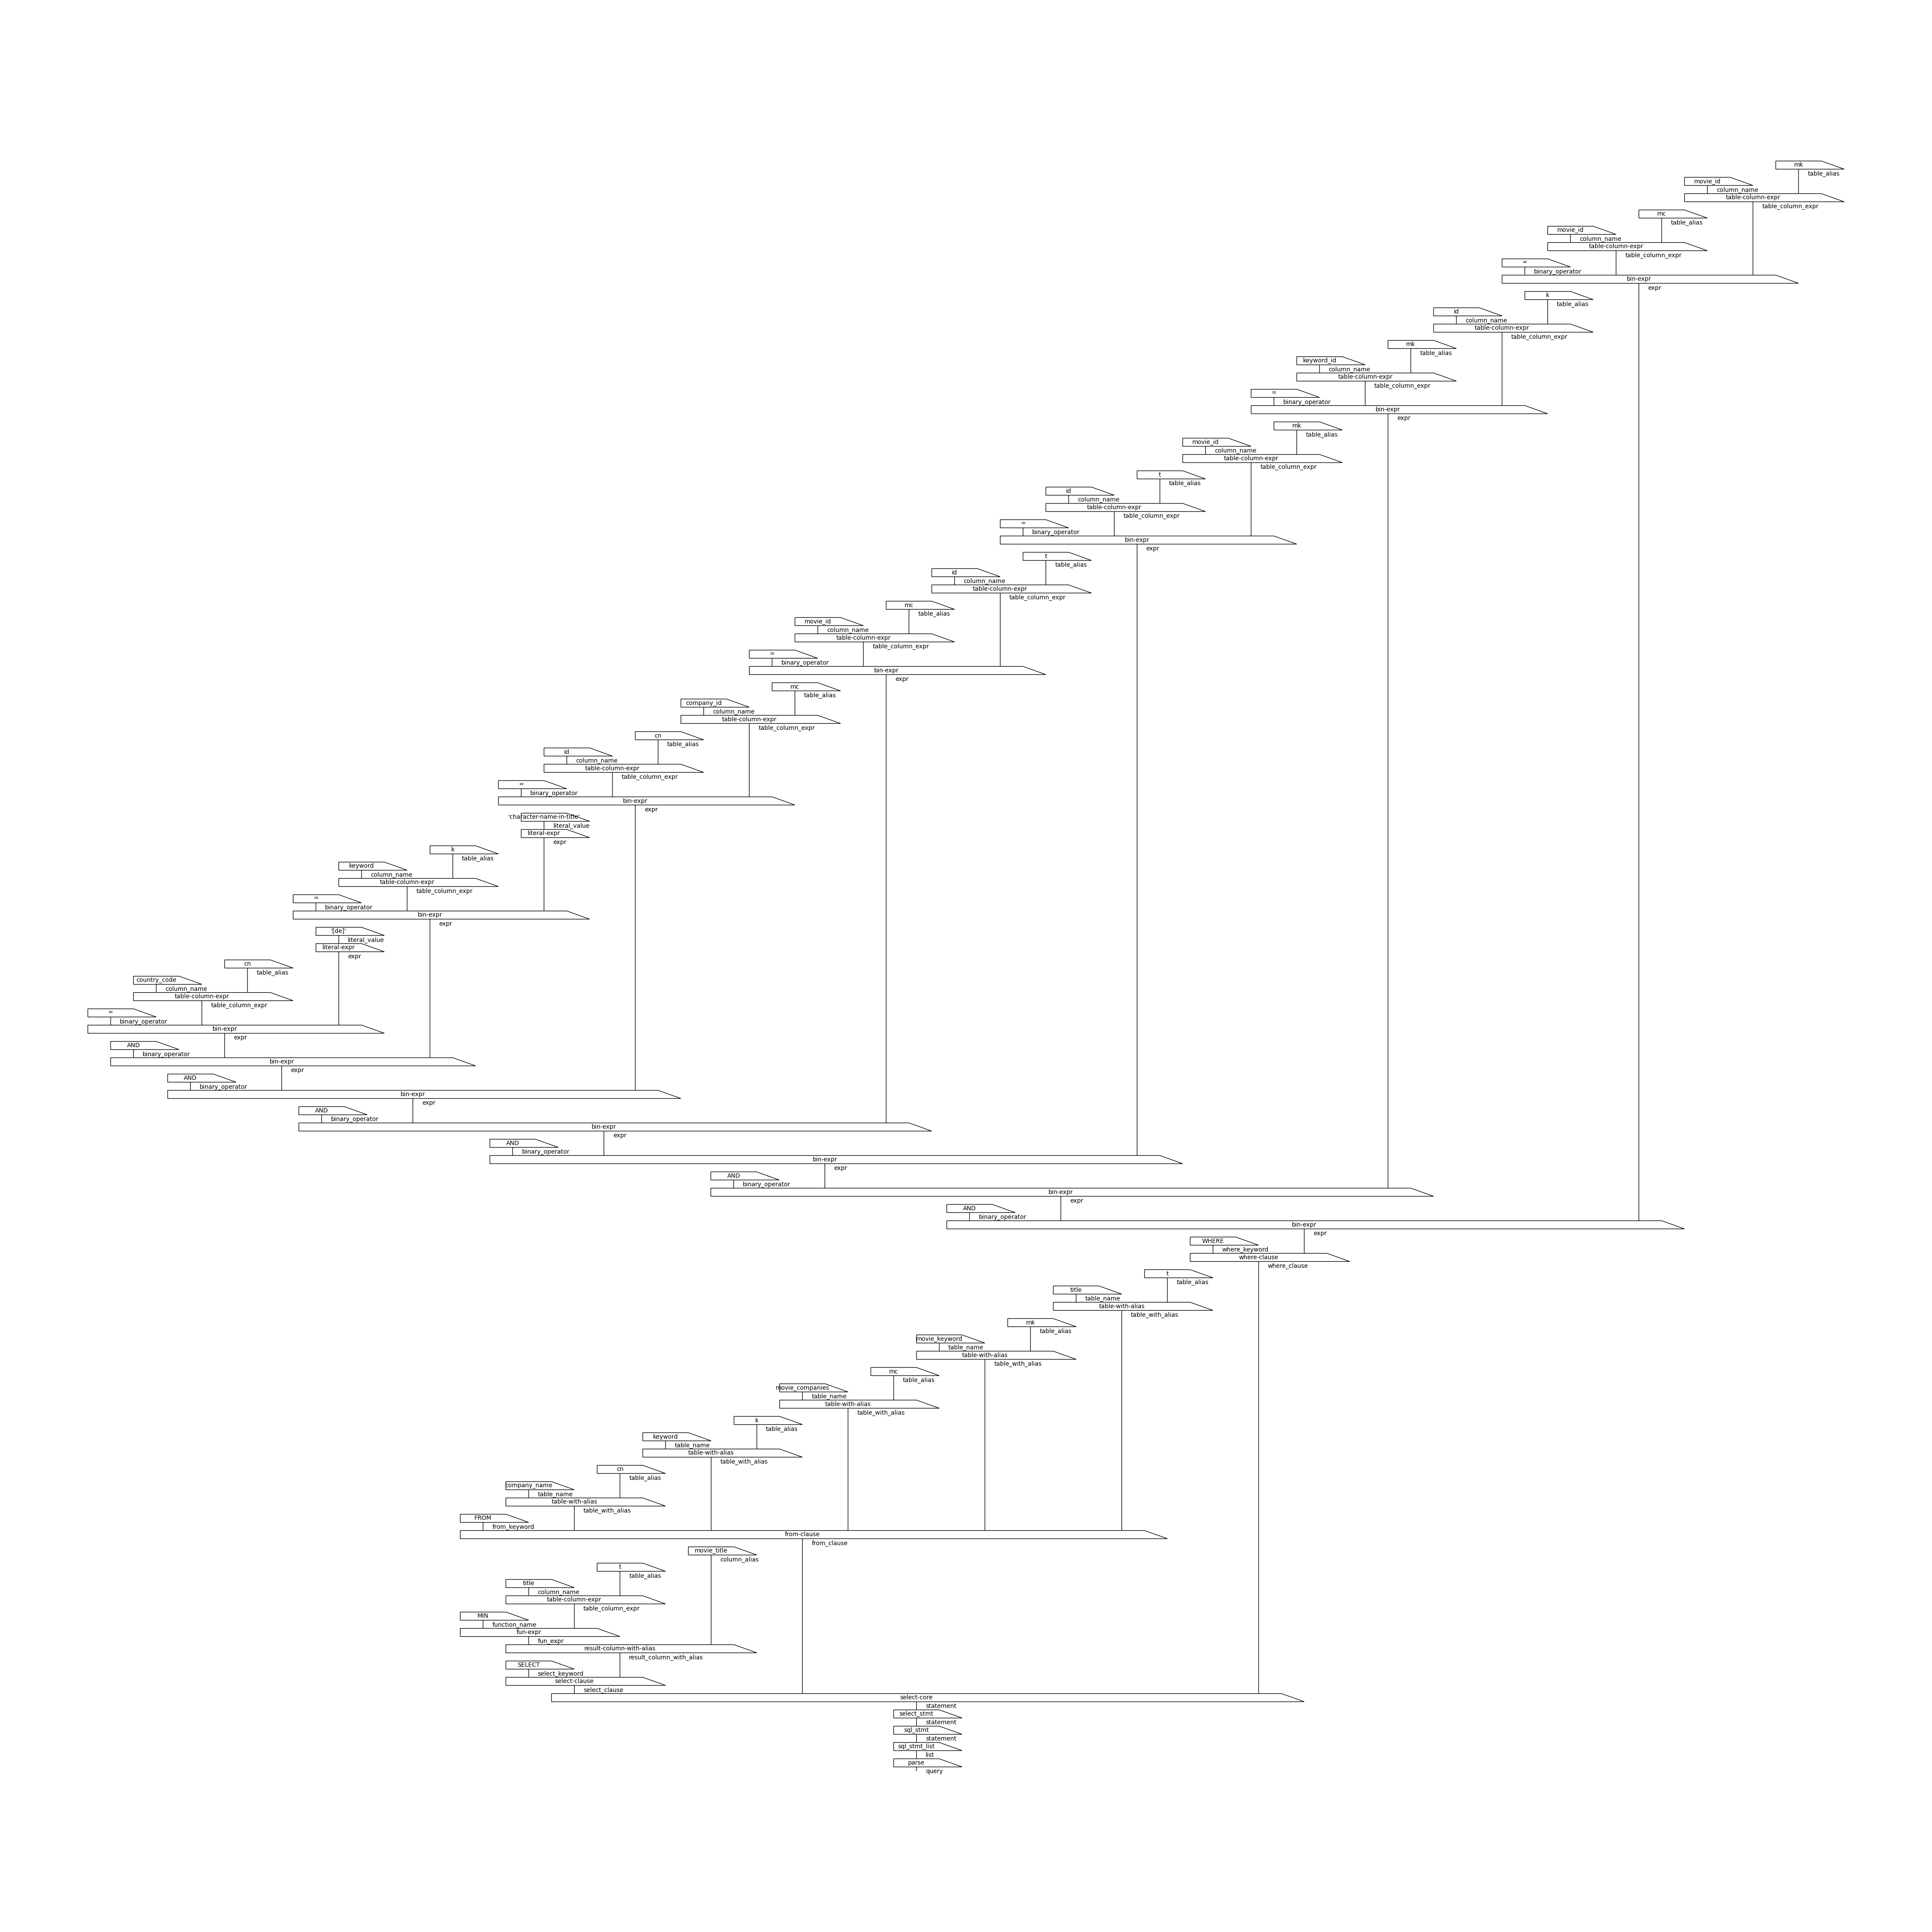 mk
table_alias
movie_id
column_name
table-column-expr
table_column_expr
mc
table_alias
movie_id
column_name
table-column-expr
table_column_expr
=
binary_operator
bin-expr
expr
k
table_alias
id
column_name
table-column-expr
table_column_expr
mk
table_alias
keyword_id
column_name
table-column-expr
table_column_expr
=
binary_operator
bin-expr
expr
mk
table_alias
movie_id
column_name
table-column-expr
table_column_expr
t
table_alias
id
column_name
table-column-expr
table_column_expr
=
binary_operator
bin-expr
expr
t
table_alias
id
column_name
table-column-expr
table_column_expr
mc
table_alias
movie_id
column_name
table-column-expr
table_column_expr
=
binary_operator
bin-expr
expr
mc
table_alias
company_id
column_name
table-column-expr
table_column_expr
cn
table_alias
id
column_name
table-column-expr
table_column_expr
=
binary_operator
bin-expr
expr
'character-name-in-title'
literal_value
literal-expr
expr
k
table_alias
keyword
column_name
table-column-expr
table_column_expr
=
binary_operator
bin-expr
expr
'[de]'
literal_value
literal-expr
expr
cn
table_alias
country_code
column_name
table-column-expr
table_column_expr
=
binary_operator
bin-expr
expr
AND
binary_operator
bin-expr
expr
AND
binary_operator
bin-expr
expr
AND
binary_operator
bin-expr
expr
AND
binary_operator
bin-expr
expr
AND
binary_operator
bin-expr
expr
AND
binary_operator
bin-expr
expr
WHERE
where_keyword
where-clause
where_clause
t
table_alias
title
table_name
table-with-alias
table_with_alias
mk
table_alias
movie_keyword
table_name
table-with-alias
table_with_alias
mc
table_alias
movie_companies
table_name
table-with-alias
table_with_alias
k
table_alias
keyword
table_name
table-with-alias
table_with_alias
cn
table_alias
company_name
table_name
table-with-alias
table_with_alias
FROM
from_keyword
from-clause
from_clause
movie_title
column_alias
t
table_alias
title
column_name
table-column-expr
table_column_expr
MIN
function_name
fun-expr
fun_expr
result-column-with-alias
result_column_with_alias
SELECT
select_keyword
select-clause
select_clause
select-core
statement
select_stmt
statement
sql_stmt
statement
sql_stmt_list
list
parse
query